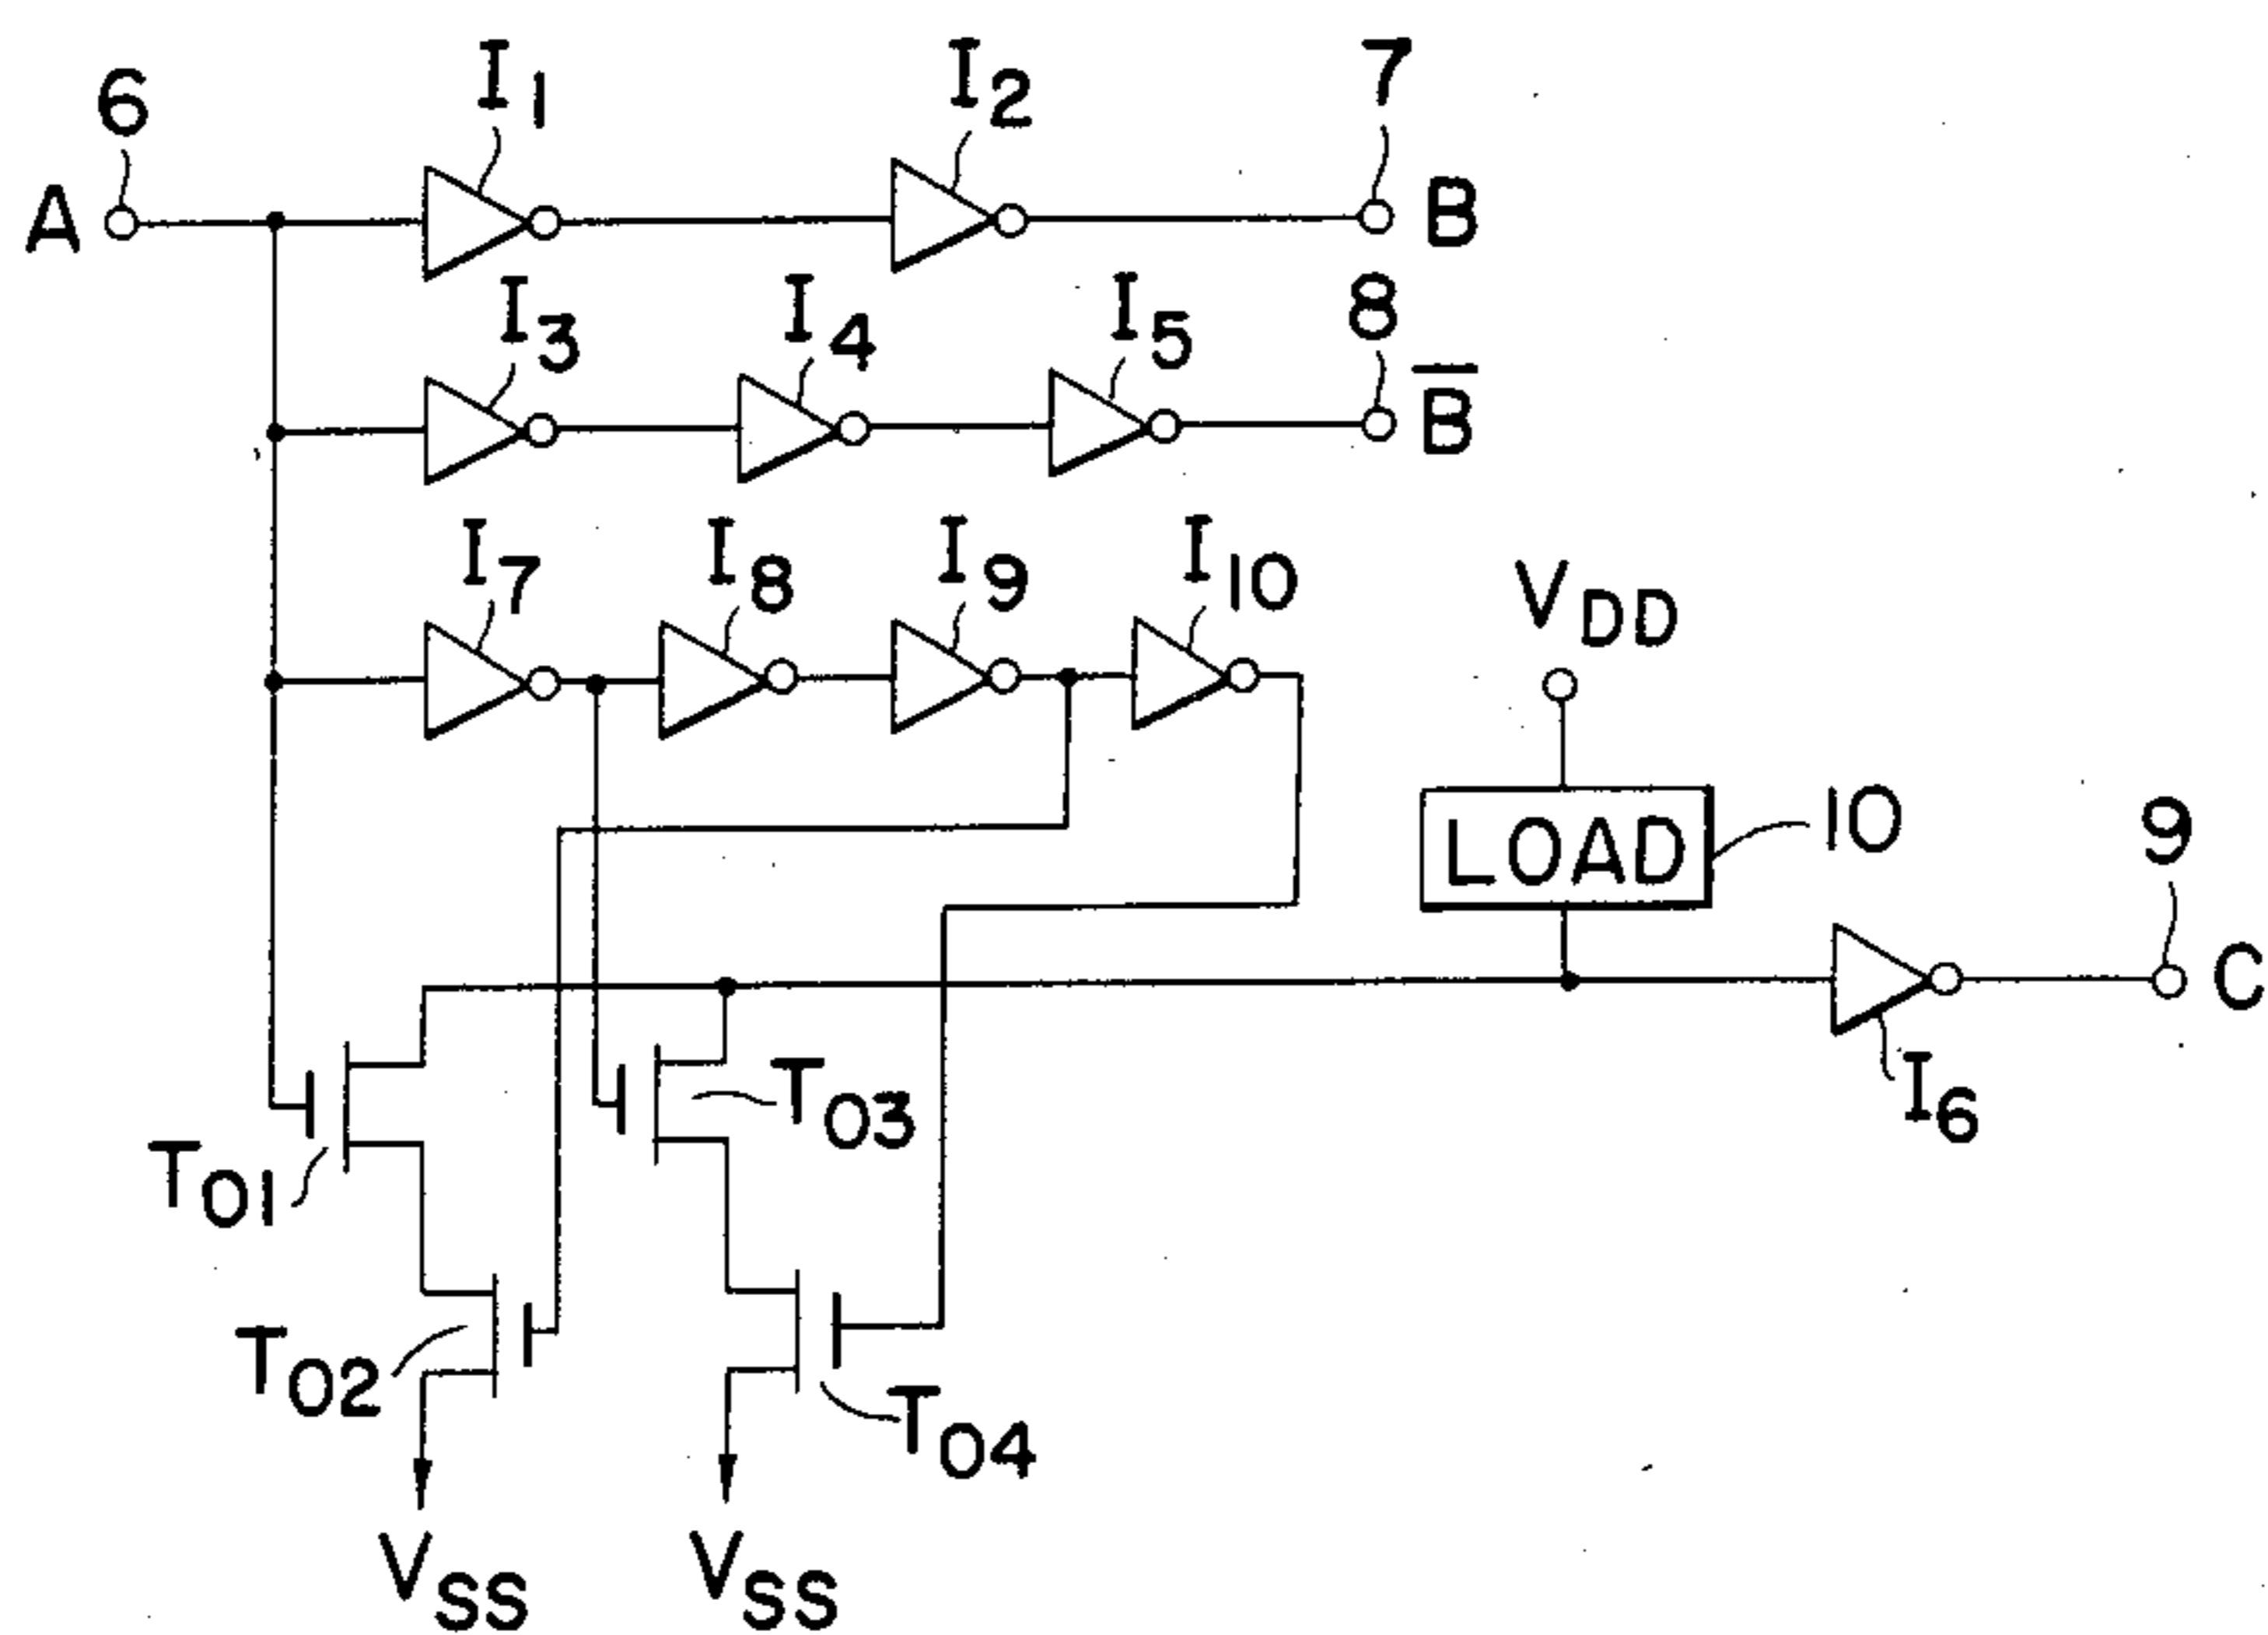 6 I1 I2 7
A B
I3 I4 I5 8
B̅
I7 I8 I9 I10
VDD
LOAD 10 9
C
T03
T01 I6
T02
T04
VSS VSS